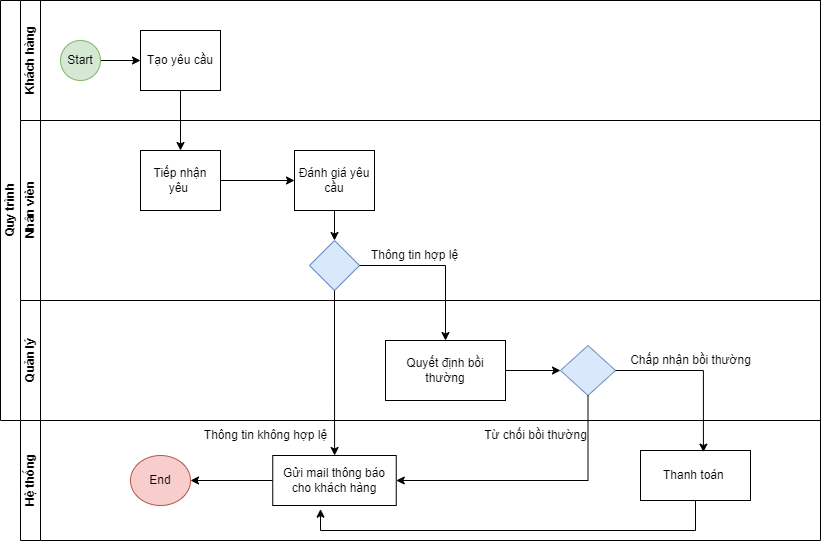 Quy trình
Khách hàng
Start
Tạo yêu cầu
Nhân viên
Tiếp nhận
yêu
Đánh giá yêu
cầu
Thông tin hợp lệ
Quản lý
Quyết định bồi
thường
Chấp nhận bồi thường
Thông tin không hợp lệ
Từ chối bồi thường
Hệ thống
End
Gửi mail thông báo
cho khách hàng
Thanh toán